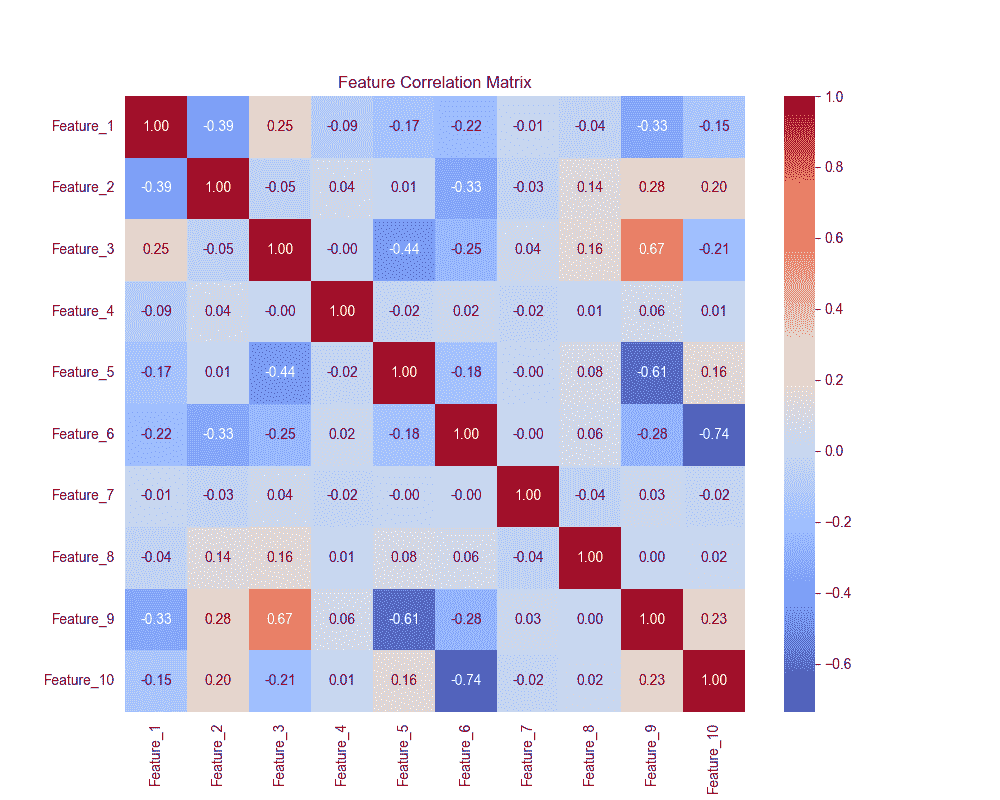 Feature Correlation Matrix
Feature_1 1.00 -0.39 0.25 -0.09 -0.17 -0.22 -0.01 -0.04 -0.33 -0.15
Feature_2 -0.39 1.00 -0.05 0.04 0.01 -0.33 -0.03 0.14 0.28 0.20
Feature_3 0.25 -0.05 1.00 -0.00 -0.44 -0.25 0.04 0.16 0.67 -0.21
Feature_4 -0.09 0.04 -0.00 1.00 -0.02 0.02 -0.02 0.01 0.06 0.01
Feature_5 -0.17 0.01 -0.44 -0.02 1.00 -0.18 -0.00 0.08 -0.61 0.16
Feature_6 -0.22 -0.33 -0.25 0.02 -0.18 1.00 -0.00 0.06 -0.28 -0.74
Feature_7 -0.01 -0.03 0.04 -0.02 -0.00 -0.00 1.00 -0.04 0.03 -0.02
Feature_8 -0.04 0.14 0.16 0.01 0.08 0.06 -0.04 1.00 0.00 0.02
Feature_9 -0.33 0.28 0.67 0.06 -0.61 -0.28 0.03 0.00 1.00 0.23
Feature_10 -0.15 0.20 -0.21 0.01 0.16 -0.74 -0.02 0.02 0.23 1.00
Feature_1 Feature_2 Feature_3 Feature_4 Feature_5 Feature_6 Feature_7 Feature_8 Feature_9 Feature_10
1.0
0.8
0.6
0.4
0.2
0.0
−0.2
−0.4
−0.6